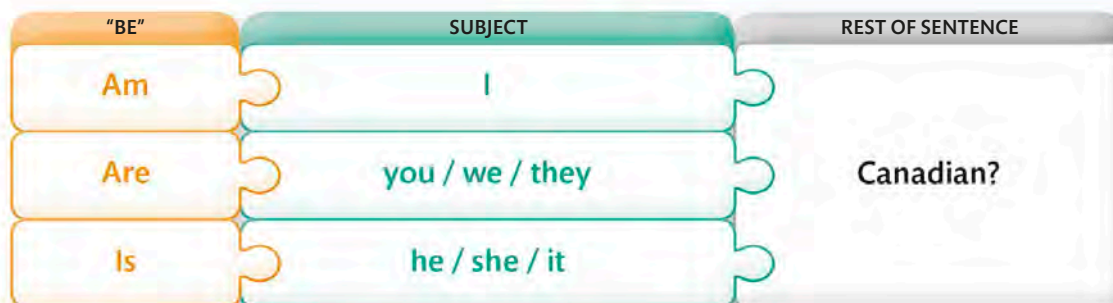 "BE" SUBJECT REST OF SENTENCE
Am I
Are you / we / they Canadian?
Is he / she / it